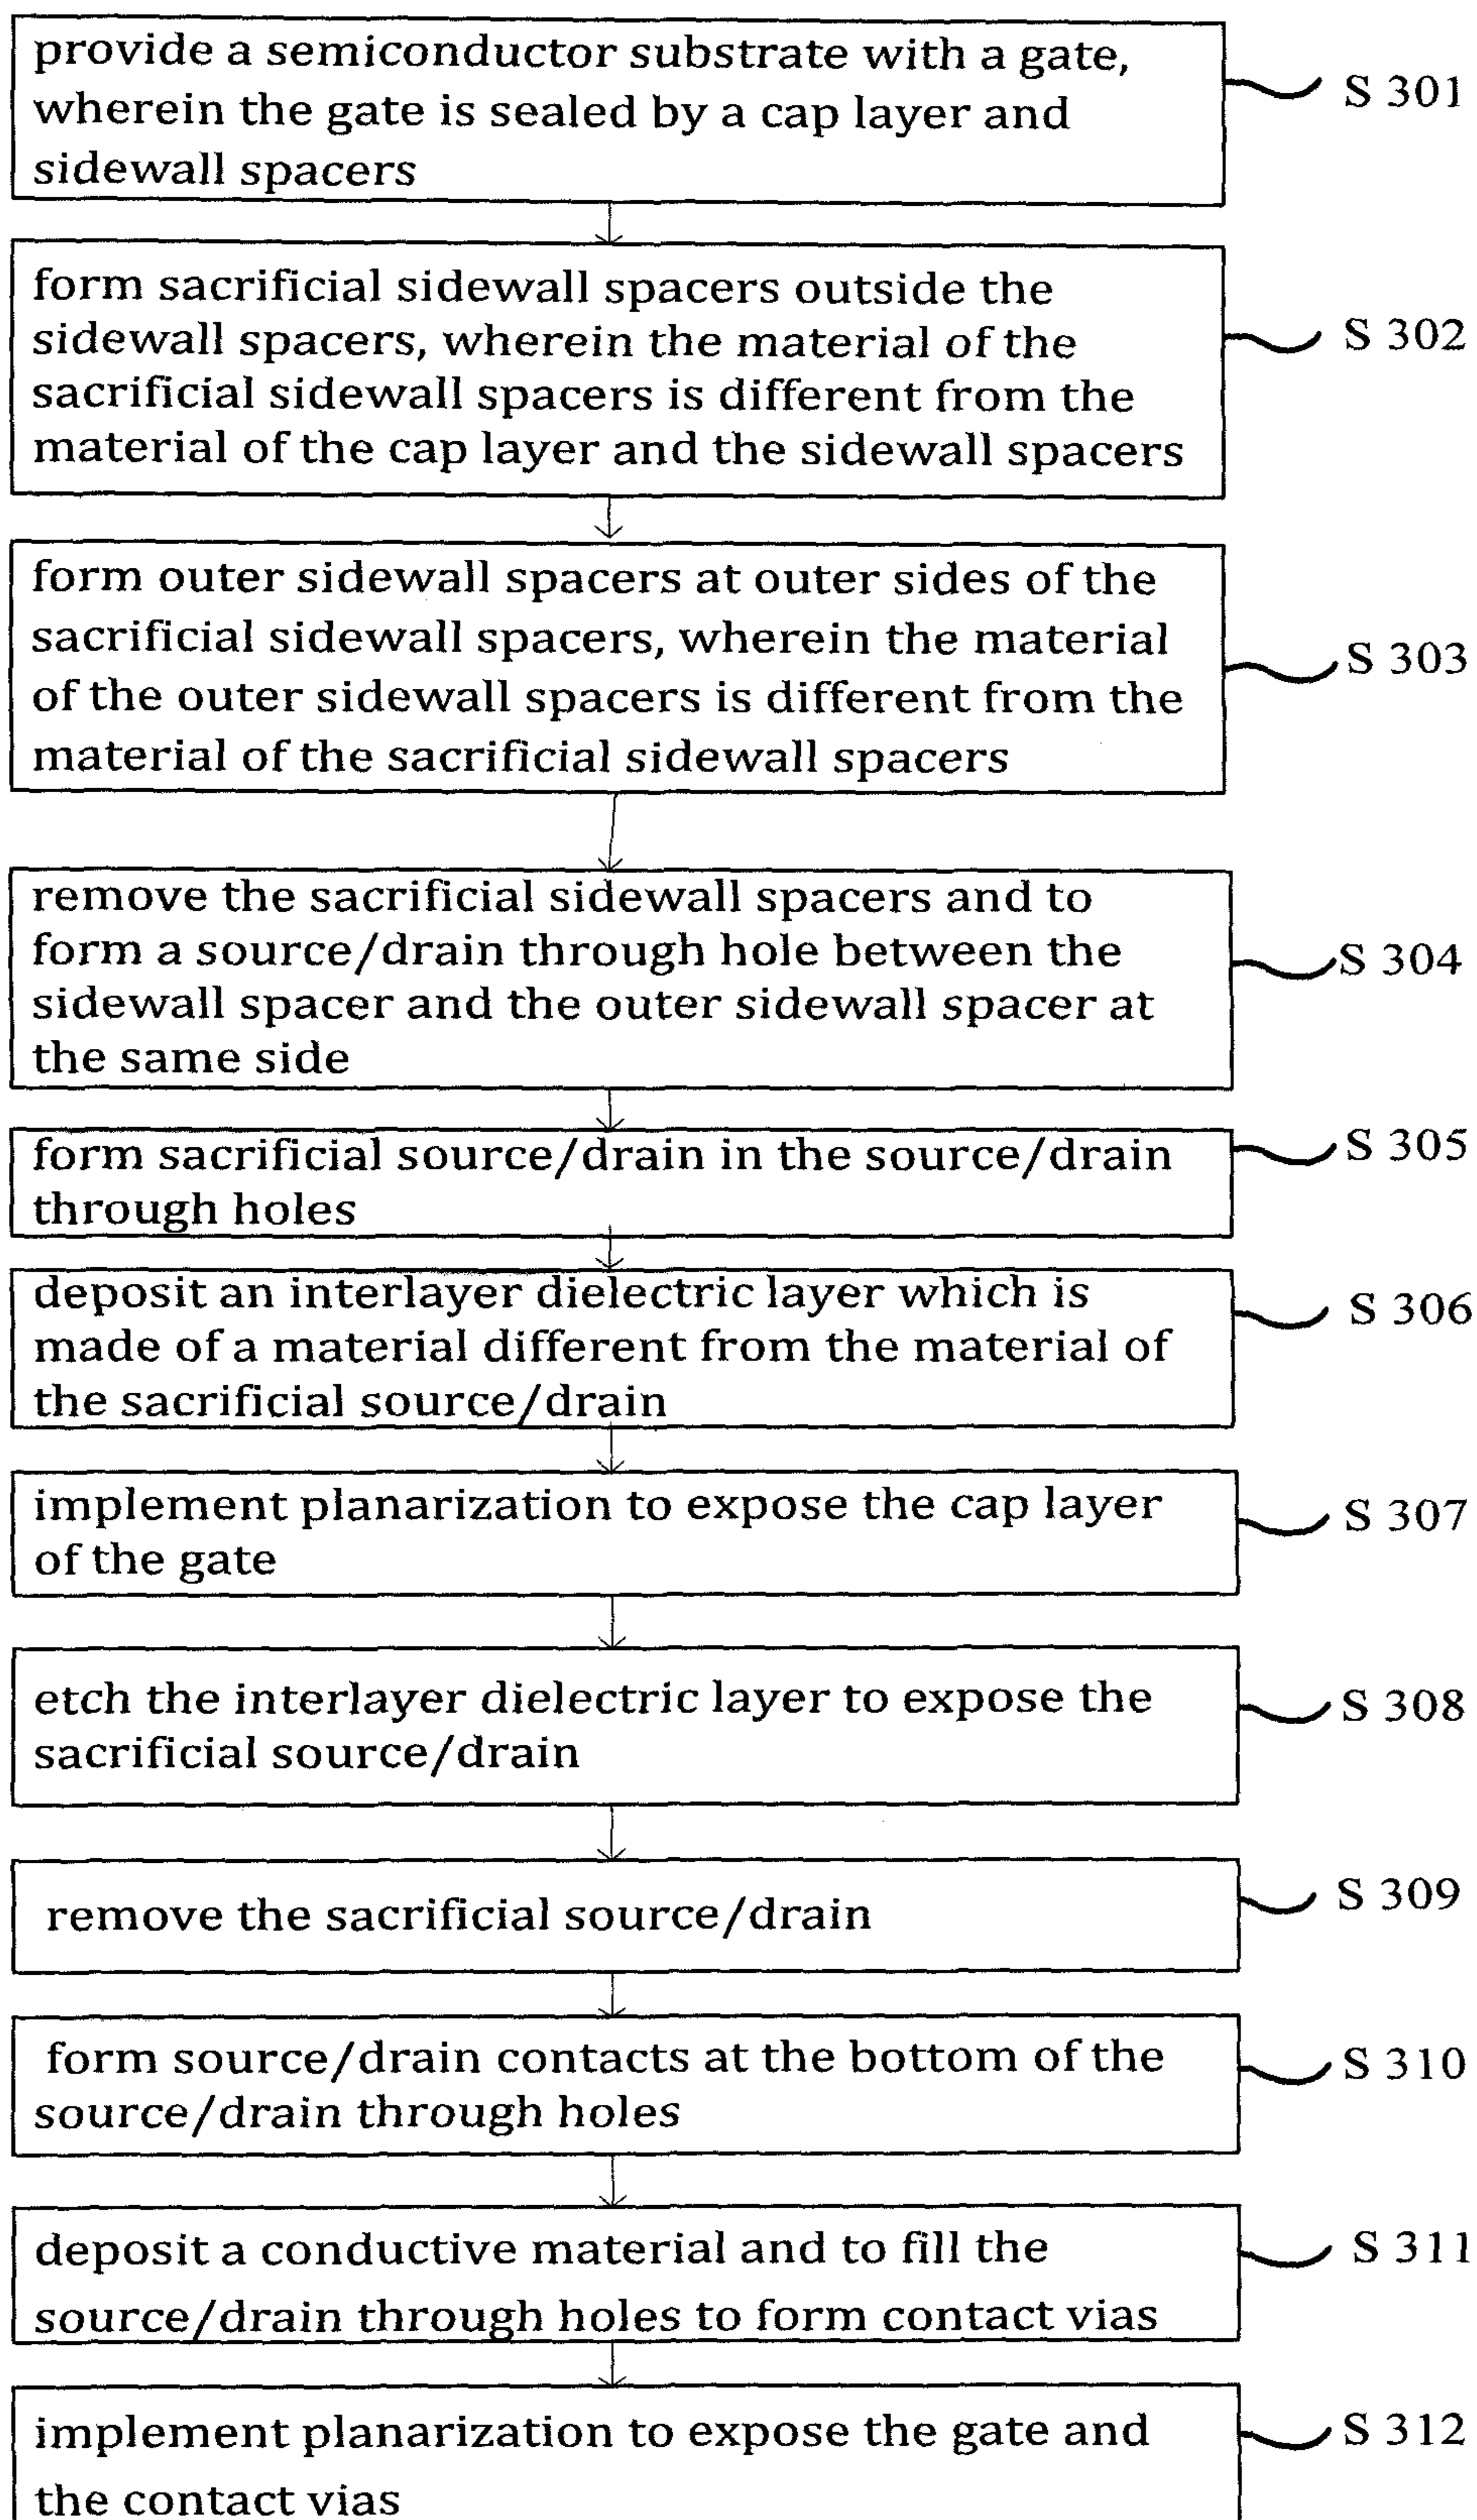 provide a semiconductor substrate with a gate,
wherein the gate is sealed by a cap layer and
sidewall spacers
S 301
form sacrificial sidewall spacers outside the
sidewall spacers, wherein the material of the
sacrificial sidewall spacers is different from the
material of the cap layer and the sidewall spacers
S 302
form outer sidewall spacers at outer sides of the
sacrificial sidewall spacers, wherein the material
of the outer sidewall spacers is different from the
material of the sacrificial sidewall spacers
S 303
remove the sacrificial sidewall spacers and to
form a source/drain through hole between the
sidewall spacer and the outer sidewall spacer at
the same side
S 304
form sacrificial source/drain in the source/drain
through holes
S 305
deposit an interlayer dielectric layer which is
made of a material different from the material of
the sacrificial source/drain
S 306
implement planarization to expose the cap layer
of the gate
S 307
etch the interlayer dielectric layer to expose the
sacrificial source/drain
S 308
remove the sacrificial source/drain
S 309
form source/drain contacts at the bottom of the
source/drain through holes
S 310
deposit a conductive material and to fill the
source/drain through holes to form contact vias
S 311
implement planarization to expose the gate and
the contact vias
S 312